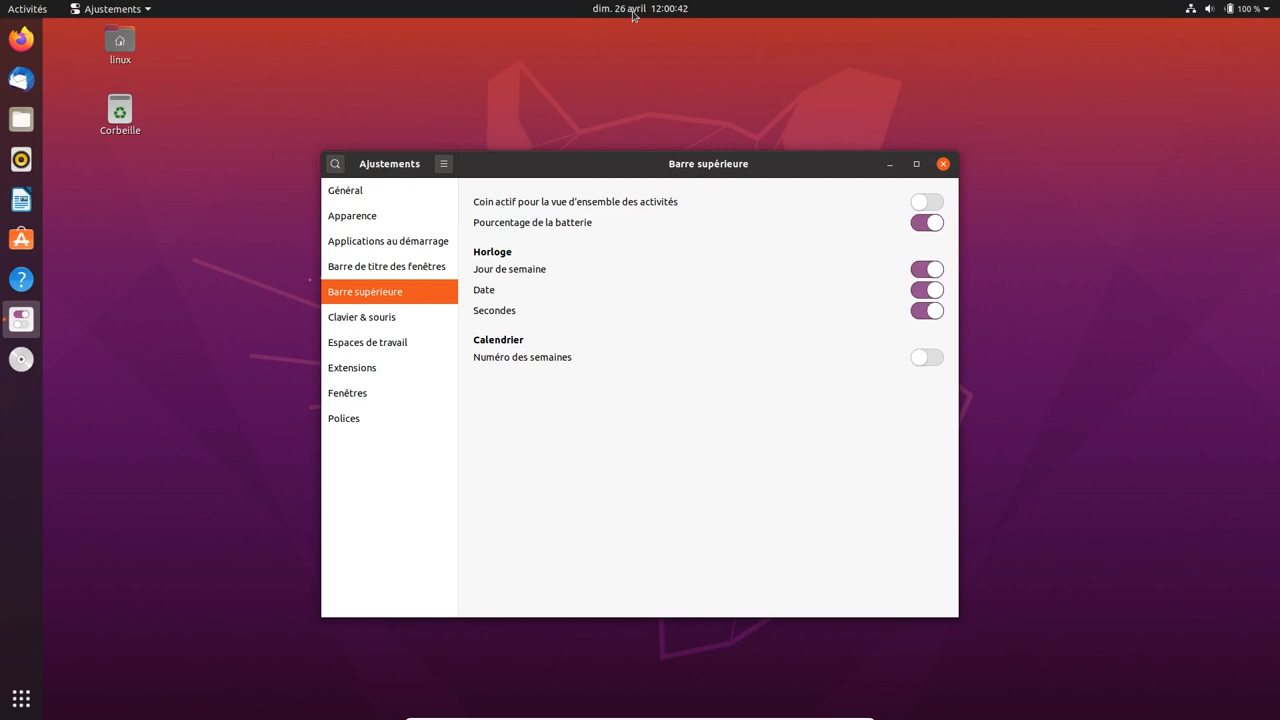 Activités
Ajustements
dim. 26 avril 12:00:42
100 %
linux
Corbeille
Ajustements
Barre supérieure
Général
Apparence
Applications au démarrage
Barre de titre des fenêtres
Barre supérieure
Clavier & souris
Espaces de travail
Extensions
Fenêtres
Polices
Coin actif pour la vue d'ensemble des activités
Pourcentage de la batterie
Horloge
Jour de semaine
Date
Secondes
Calendrier
Numéro des semaines